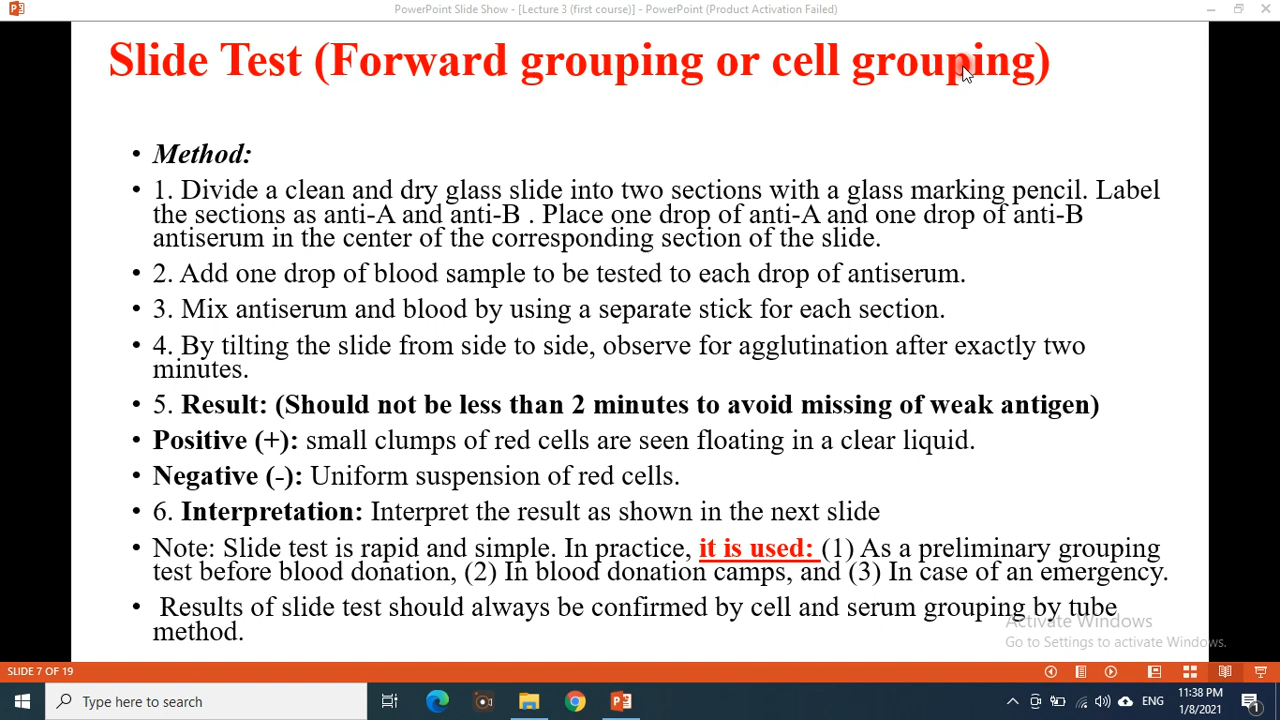 PowerPoint Slide Show - [Lecture 3 (first course)] - PowerPoint (Product Activation Failed)
Slide Test (Forward grouping or cell grouping)
• Method:
• 1. Divide a clean and dry glass slide into two sections with a glass marking pencil. Label
the sections as anti-A and anti-B . Place one drop of anti-A and one drop of anti-B
antiserum in the center of the corresponding section of the slide.
• 2. Add one drop of blood sample to be tested to each drop of antiserum.
• 3. Mix antiserum and blood by using a separate stick for each section.
• 4. By tilting the slide from side to side, observe for agglutination after exactly two
minutes.
• 5. Result: (Should not be less than 2 minutes to avoid missing of weak antigen)
• Positive (+): small clumps of red cells are seen floating in a clear liquid.
• Negative (-): Uniform suspension of red cells.
• 6. Interpretation: Interpret the result as shown in the next slide
• Note: Slide test is rapid and simple. In practice, it is used: (1) As a preliminary grouping
test before blood donation, (2) In blood donation camps, and (3) In case of an emergency.
• Results of slide test should always be confirmed by cell and serum grouping by tube
method.
Activate Windows
Go to Settings to activate Windows.
SLIDE 7 OF 19
Type here to search
ENG
11:38 PM
1/8/2021
1